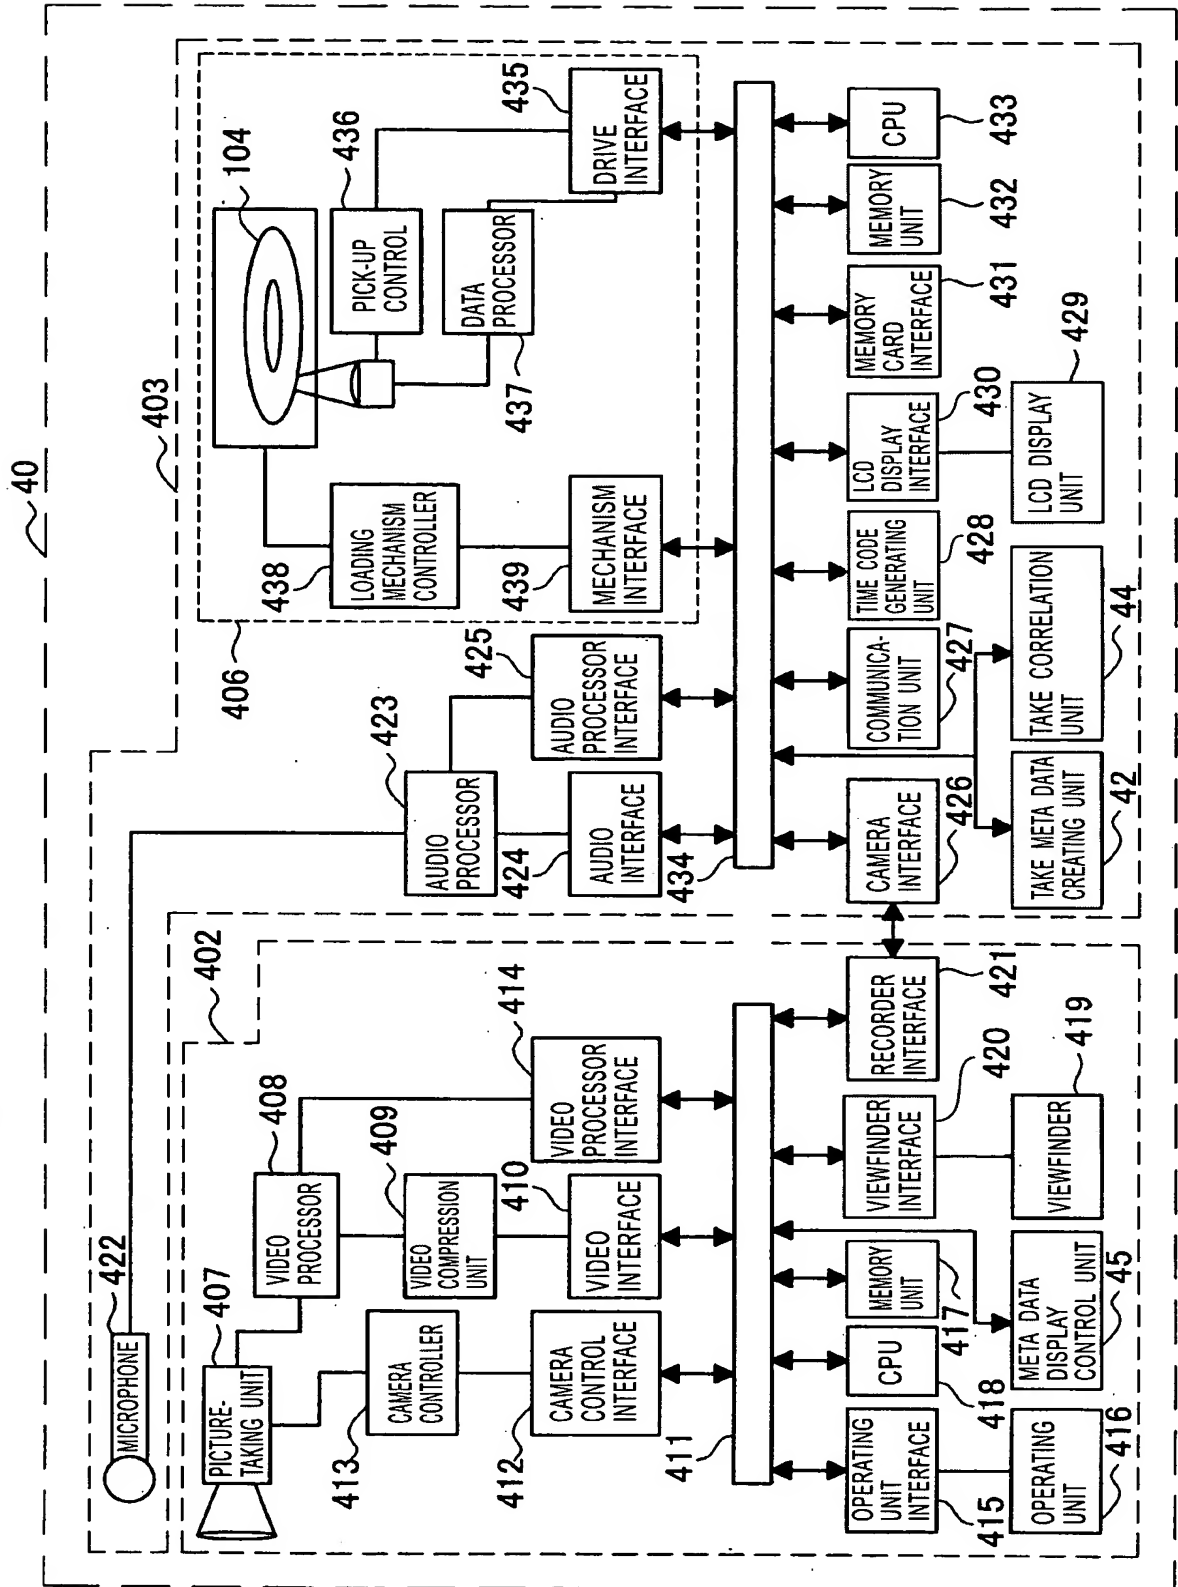 40
422
MICROPHONE
403
402
407
PICTURE-
TAKING UNIT
408
VIDEO PROCESSOR
413
CAMERA
CONTROLLER
409
VIDEO
COMPRESSION
UNIT
412
CAMERA
CONTROL
INTERFACE
410
VIDEO INTERFACE
414
VIDEO
PROCESSOR
INTERFACE
411
OPERATING
UNIT
INTERFACE
415
CPU
418
MEMORY
UNIT
417
VIEWFINDER
INTERFACE
420
RECORDER
INTERFACE
421
OPERATING
UNIT
416
META DATA
DISPLAY
CONTROL UNIT
45
VIEWFINDER
419
423
AUDIO
PROCESSOR
424
AUDIO
INTERFACE
425
AUDIO
PROCESSOR
INTERFACE
406
104
438
LOADING
MECHANISM
CONTROLLER
436
PICK-UP
CONTROL
437
DATA
PROCESSOR
439
MECHANISM
INTERFACE
435
DRIVE
INTERFACE
434
CAMERA
INTERFACE
426
COMMUNICA-
TION UNIT
427
TIME CODE
GENERATING
UNIT
428
LCD
DISPLAY
INTERFACE
430
MEMORY
CARD
INTERFACE
431
MEMORY
UNIT
432
CPU
433
TAKE META DATA
CREATING UNIT
42
TAKE CORRELATION
UNIT
44
LCD DISPLAY
UNIT
429